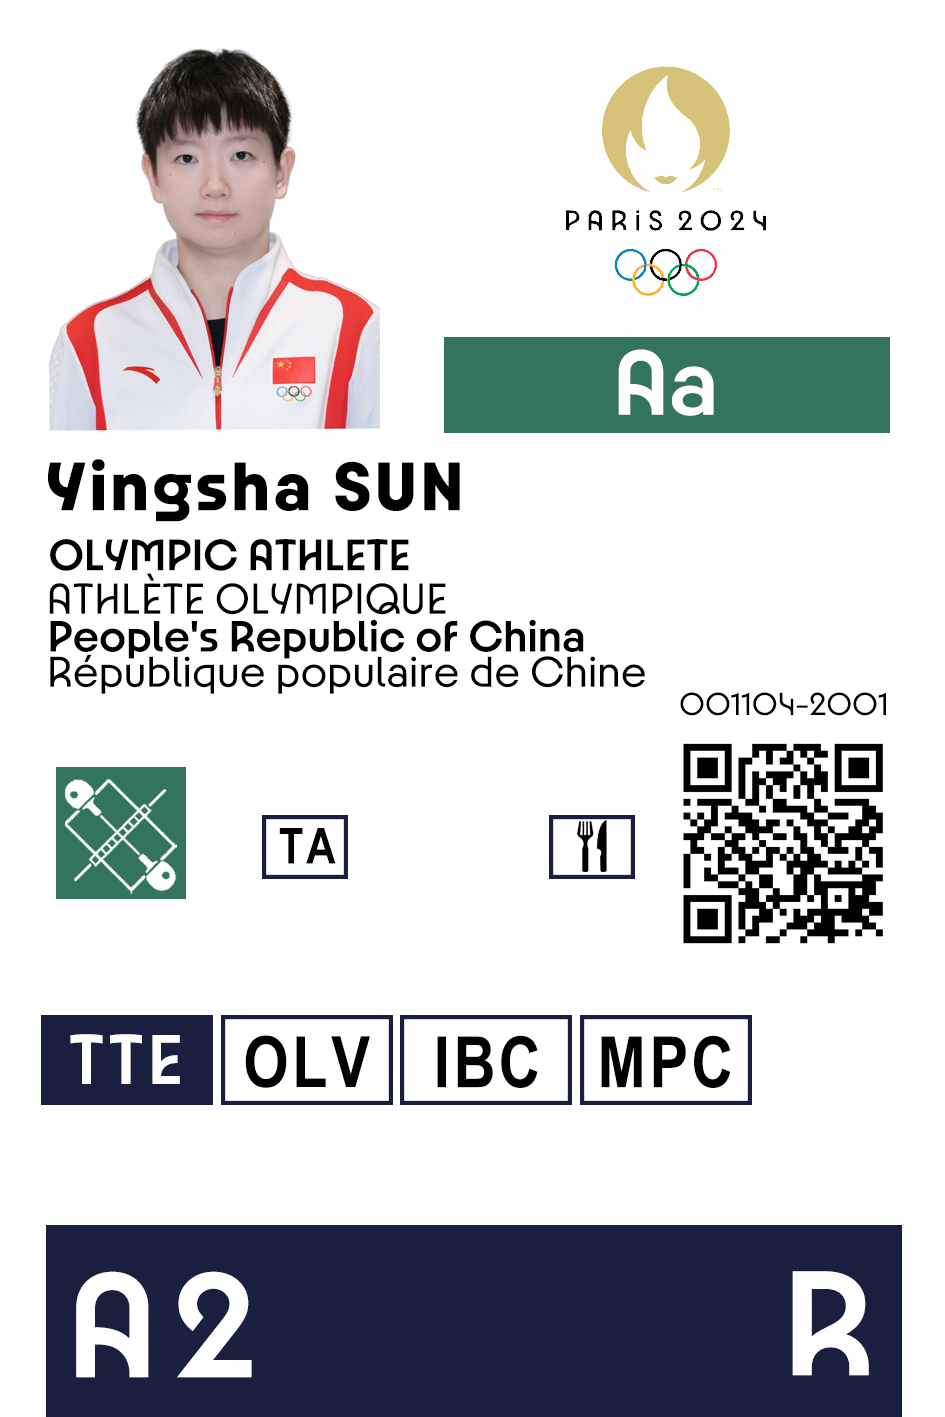 PARIS 2024
Aa
Yingsha SUN
OLYMPIC ATHLETE
ATHLÈTE OLYMPIQUE
People's Republic of China
République populaire de Chine
001104-2001
TA
TTE OLV IBC MPC
A2 R